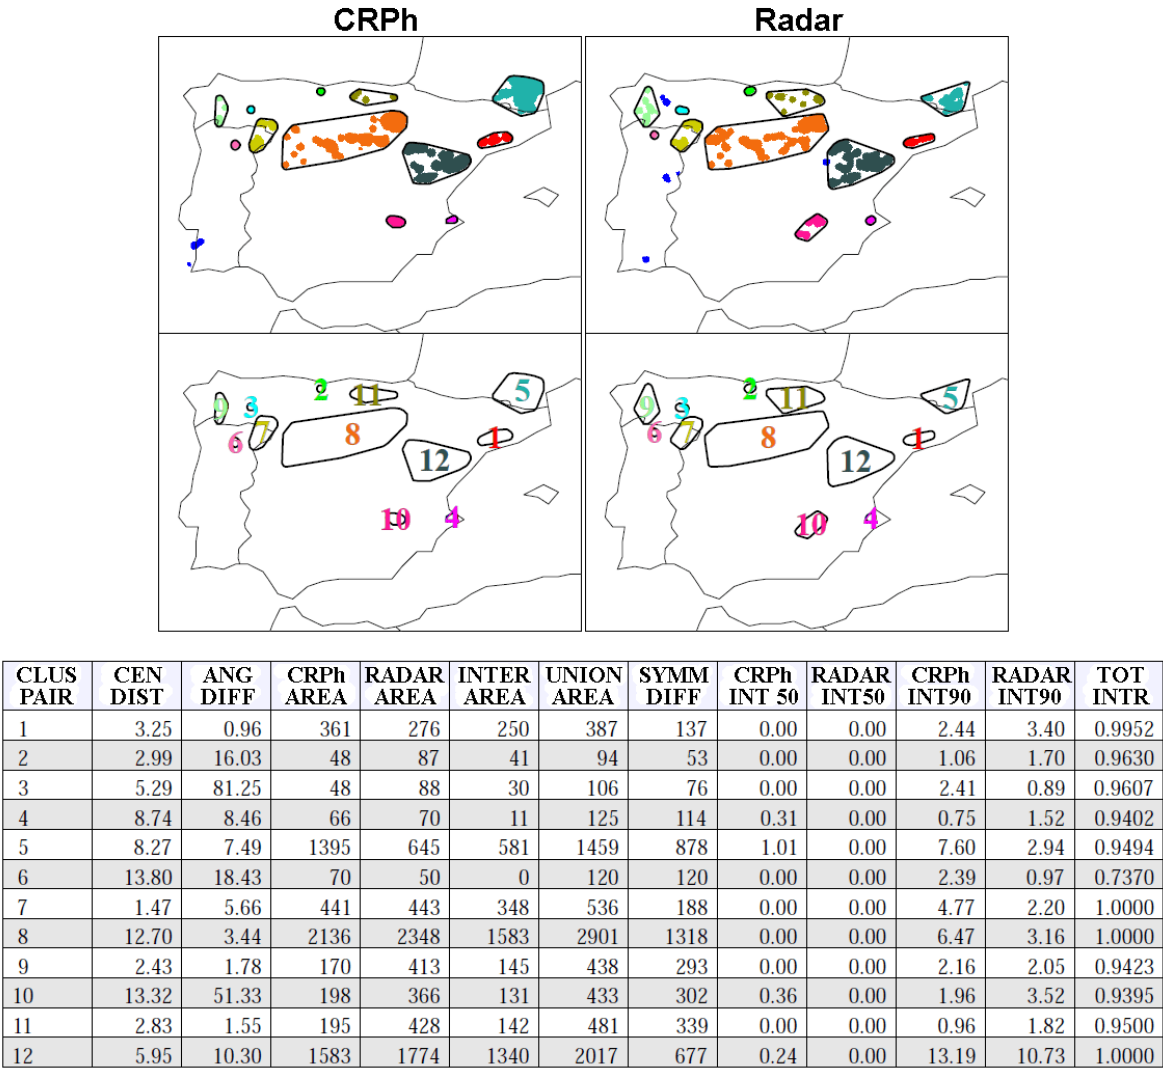 CRPh Radar
9 3 2 11 5
6 7 8 12 1
10 4
9 3 2 11 5
6 7 8 12 1
10 4
CLUS PAIR CEN DIST ANG DIFF CRPh AREA RADAR AREA INTER AREA UNION AREA SYMM DIFF CRPh INT 50 RADAR INT50 CRPh INT90 RADAR INT90 TOT INTR
1 3.25 0.96 361 276 250 387 137 0.00 0.00 2.44 3.40 0.9952
2 2.99 16.03 48 87 41 94 53 0.00 0.00 1.06 1.70 0.9630
3 5.29 81.25 48 88 30 106 76 0.00 0.00 2.41 0.89 0.9607
4 8.74 8.46 66 70 11 125 114 0.31 0.00 0.75 1.52 0.9402
5 8.27 7.49 1395 645 581 1459 878 1.01 0.00 7.60 2.94 0.9494
6 13.80 18.43 70 50 0 120 120 0.00 0.00 2.39 0.97 0.7370
7 1.47 5.66 441 443 348 536 188 0.00 0.00 4.77 2.20 1.0000
8 12.70 3.44 2136 2348 1583 2901 1318 0.00 0.00 6.47 3.16 1.0000
9 2.43 1.78 170 413 145 438 293 0.00 0.00 2.16 2.05 0.9423
10 13.32 51.33 198 366 131 433 302 0.36 0.00 1.96 3.52 0.9395
11 2.83 1.55 195 428 142 481 339 0.00 0.00 0.96 1.82 0.9500
12 5.95 10.30 1583 1774 1340 2017 677 0.24 0.00 13.19 10.73 1.0000